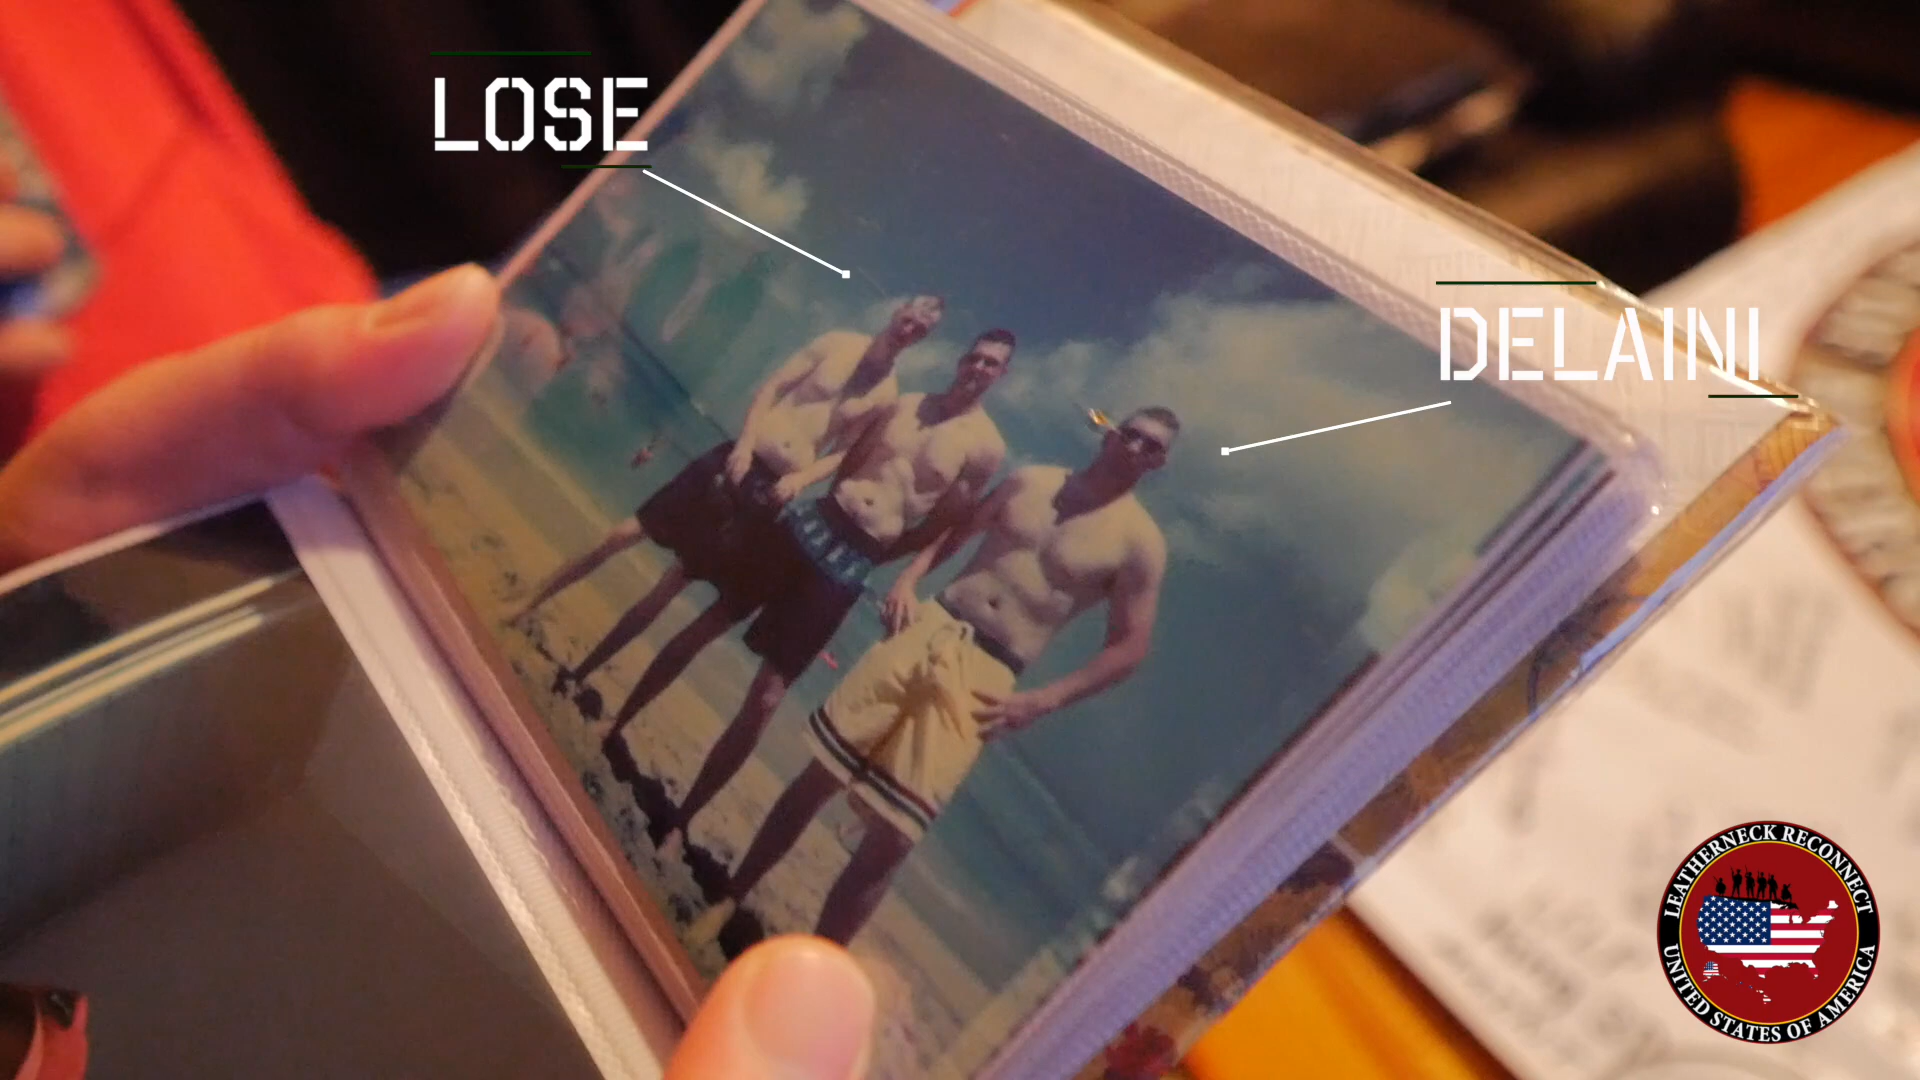 LOSE
DELAINI
LEATHERNECK RECONNECT
UNITED STATES OF AMERICA